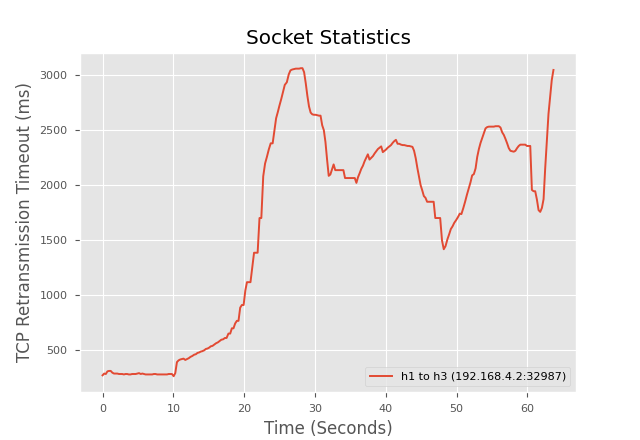 Socket Statistics
TCP Retransmission Timeout (ms)
3000
2500
2000
1500
1000
500
h1 to h3 (192.168.4.2:32987)
0 10 20 30 40 50 60
Time (Seconds)